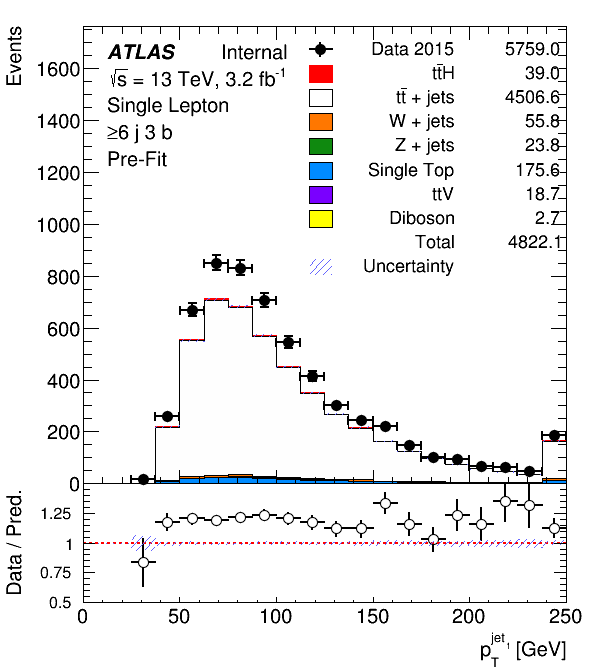 Events
ATLAS Internal
√s = 13 TeV, 3.2 fb⁻¹
Single Lepton
≥6 j 3 b
Pre-Fit
Data 2015 5759.0
tt̄H 39.0
tt̄ + jets 4506.6
W + jets 55.8
Z + jets 23.8
Single Top 175.6
ttV 18.7
Diboson 2.7
Total 4822.1
Uncertainty
1600
1400
1200
1000
800
600
400
200
0
Data / Pred.
1.25
1
0.75
0.5
0 50 100 150 200 250
p_T^{jet_1} [GeV]